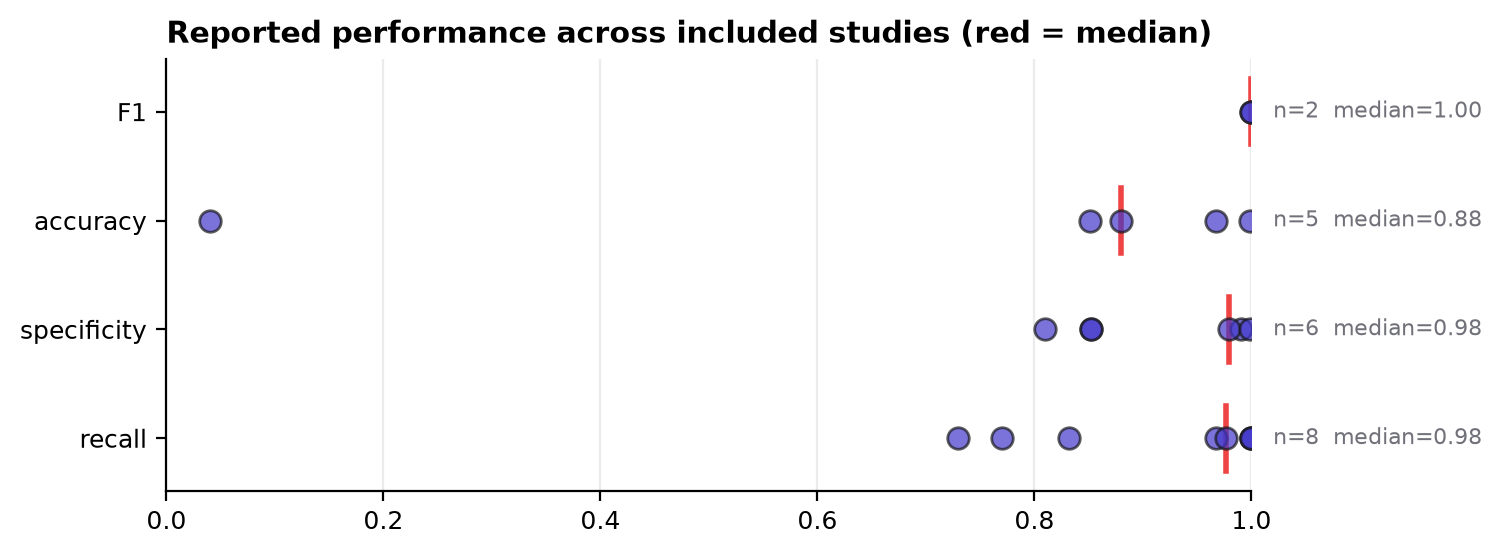 Reported performance across included studies (red = median)
F1
n=2 median=1.00
accuracy
n=5 median=0.88
specificity
n=6 median=0.98
recall
n=8 median=0.98
0.0 0.2 0.4 0.6 0.8 1.0